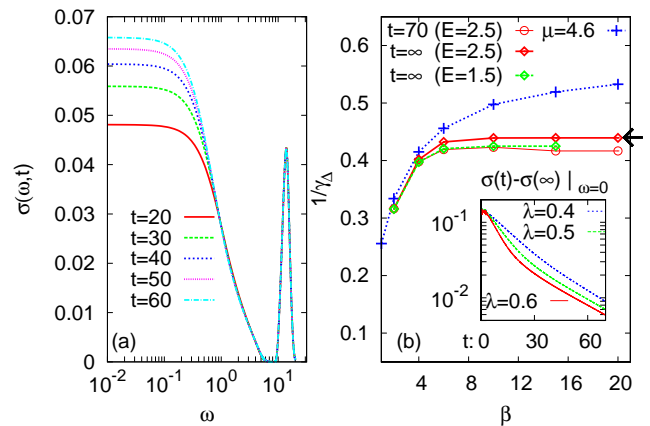 0.07
0.06
0.05
0.04
0.03
0.02
0.01
0
σ(ω,t)
t=20
t=30
t=40
t=50
t=60
(a)
10⁻² 10⁻¹ 10⁰ 10¹
ω
t=70 (E=2.5) μ=4.6
t=∞ (E=2.5)
t=∞ (E=1.5)
0.6
0.5
0.4
0.3
0.2
0.1
1/γ_Δ
σ(t)-σ(∞) |_ω=0
10⁻¹
10⁻²
λ=0.4
λ=0.5
λ=0.6
t: 0 30 60
(b)
4 8 12 16 20
β